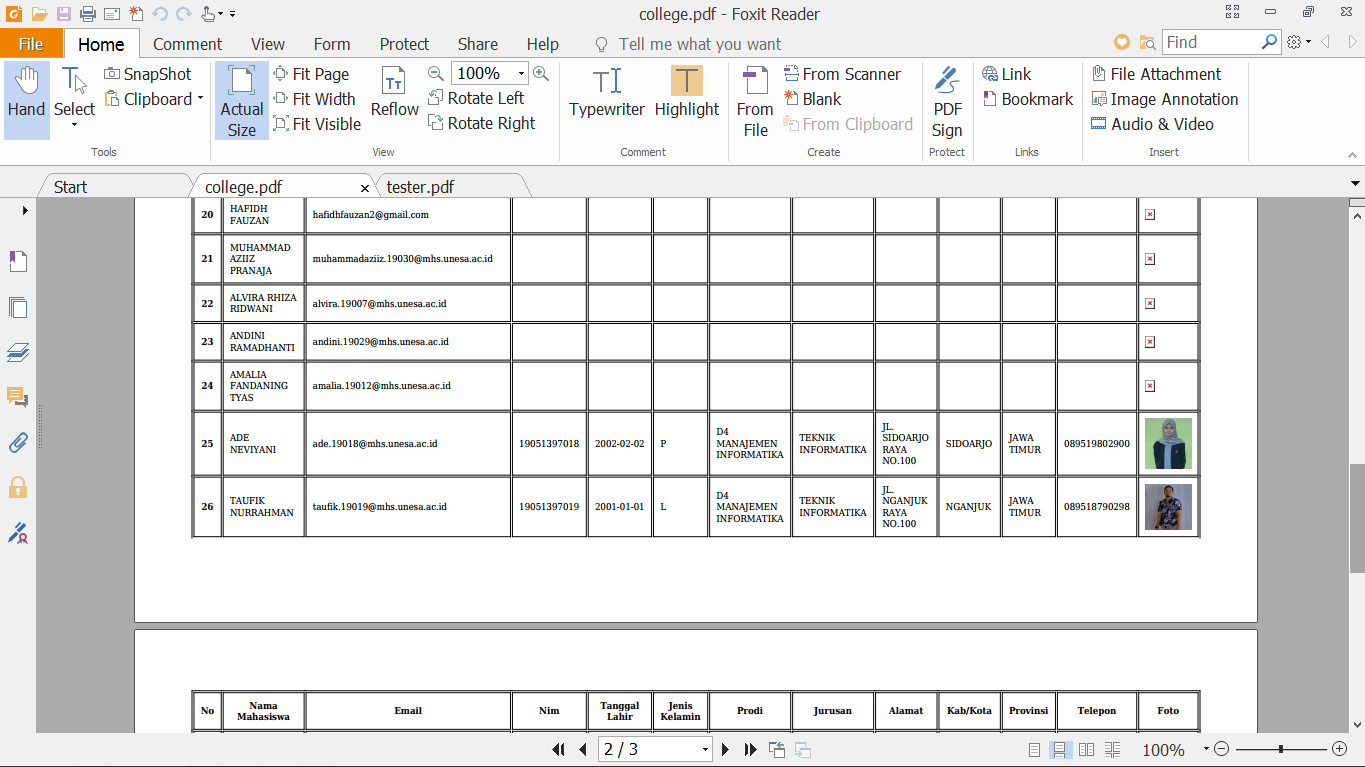 college.pdf - Foxit Reader
File Home Comment View Form Protect Share Help Tell me what you want Find
Hand
Select
SnapShot
Clipboard
Tools
Actual
Size
Fit Page
Fit Width
Fit Visible
Reflow
100%
Rotate Left
Rotate Right
View
Typewriter
Highlight
Comment
From
File
From Scanner
Blank
From Clipboard
Create
PDF
Sign
Protect
Link
Bookmark
Links
File Attachment
Image Annotation
Audio & Video
Insert
Start college.pdf tester.pdf
20 HAFIDH FAUZAN hafidhfauzan2@gmail.com
21 MUHAMMAD AZIIZ PRANAJA muhammadaziiz.19030@mhs.unesa.ac.id
22 ALVIRA RHIZA RIDWANI alvira.19007@mhs.unesa.ac.id
23 ANDINI RAMADHANTI andini.19029@mhs.unesa.ac.id
24 AMALIA FANDANING TYAS amalia.19012@mhs.unesa.ac.id
25 ADE NEVIYANI ade.19018@mhs.unesa.ac.id 19051397018 2002-02-02 P D4 MANAJEMEN INFORMATIKA TEKNIK INFORMATIKA JL. SIDOARJO RAYA NO.100 SIDOARJO JAWA TIMUR 089519802900
26 TAUFIK NURRAHMAN taufik.19019@mhs.unesa.ac.id 19051397019 2001-01-01 L D4 MANAJEMEN INFORMATIKA TEKNIK INFORMATIKA JL. NGANJUK RAYA NO.100 NGANJUK JAWA TIMUR 089518790298
No Nama Mahasiswa Email Nim Tanggal Lahir Jenis Kelamin Prodi Jurusan Alamat Kab/Kota Provinsi Telepon Foto
2 / 3 100%